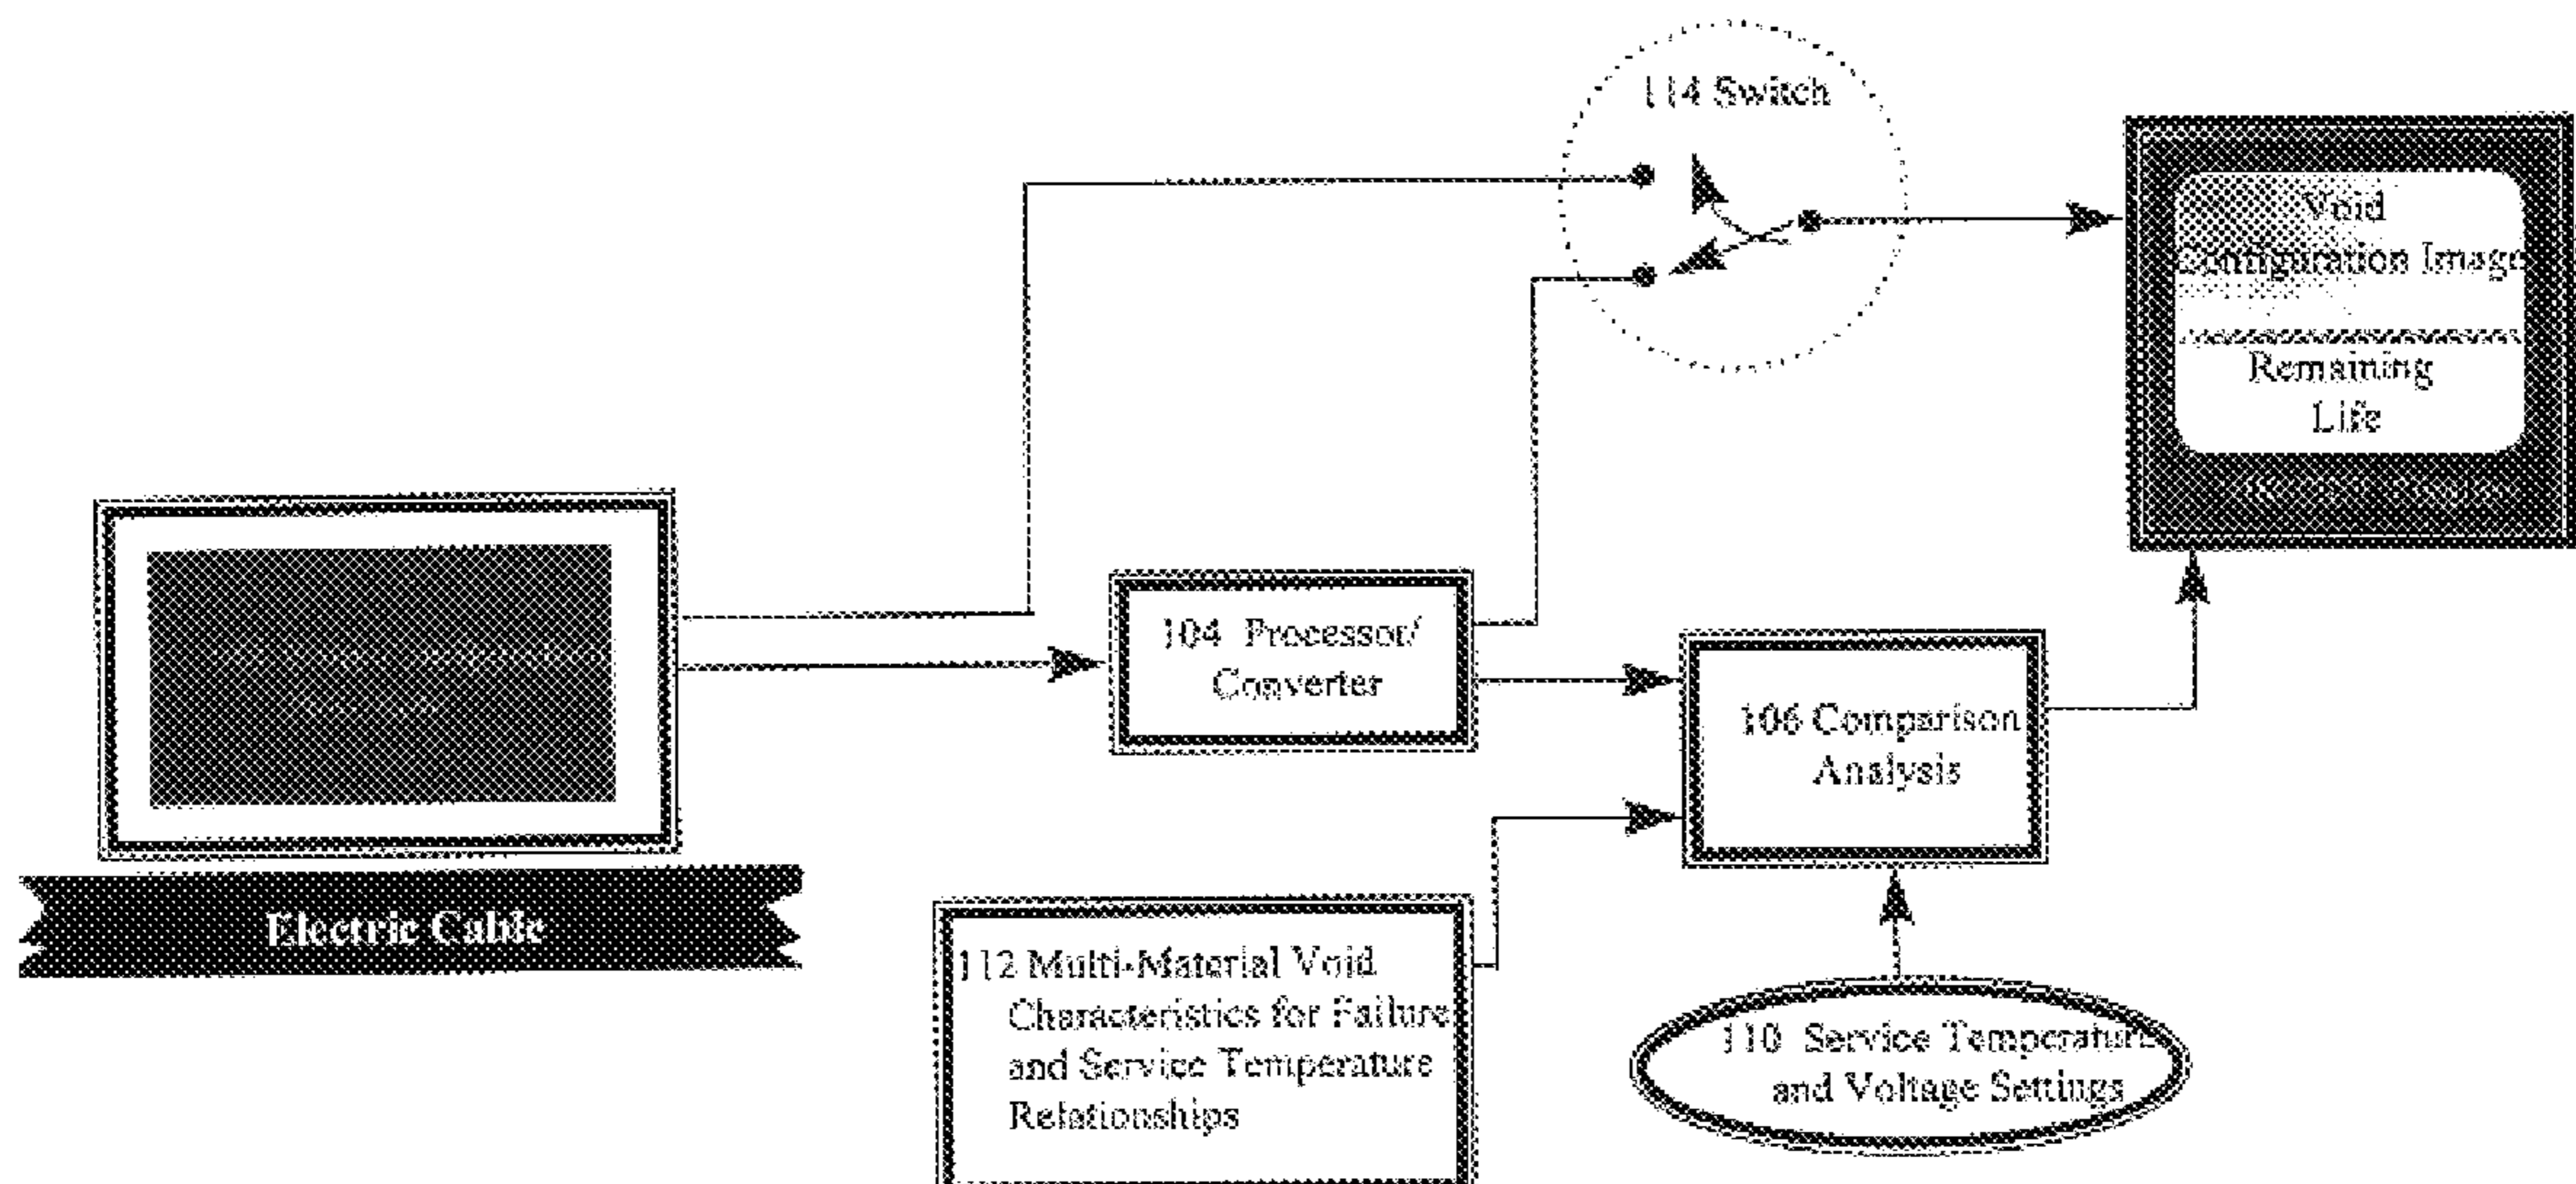 114 Switch
Void
Configuration Image
Remaining
Life
104 Processor/
Converter
106 Comparison
Analysis
Electric Cable
112 Multi-Material Void
Characteristics for Failure
and Service Temperature
Relationships
110 Service Temperature
and Voltage Settings